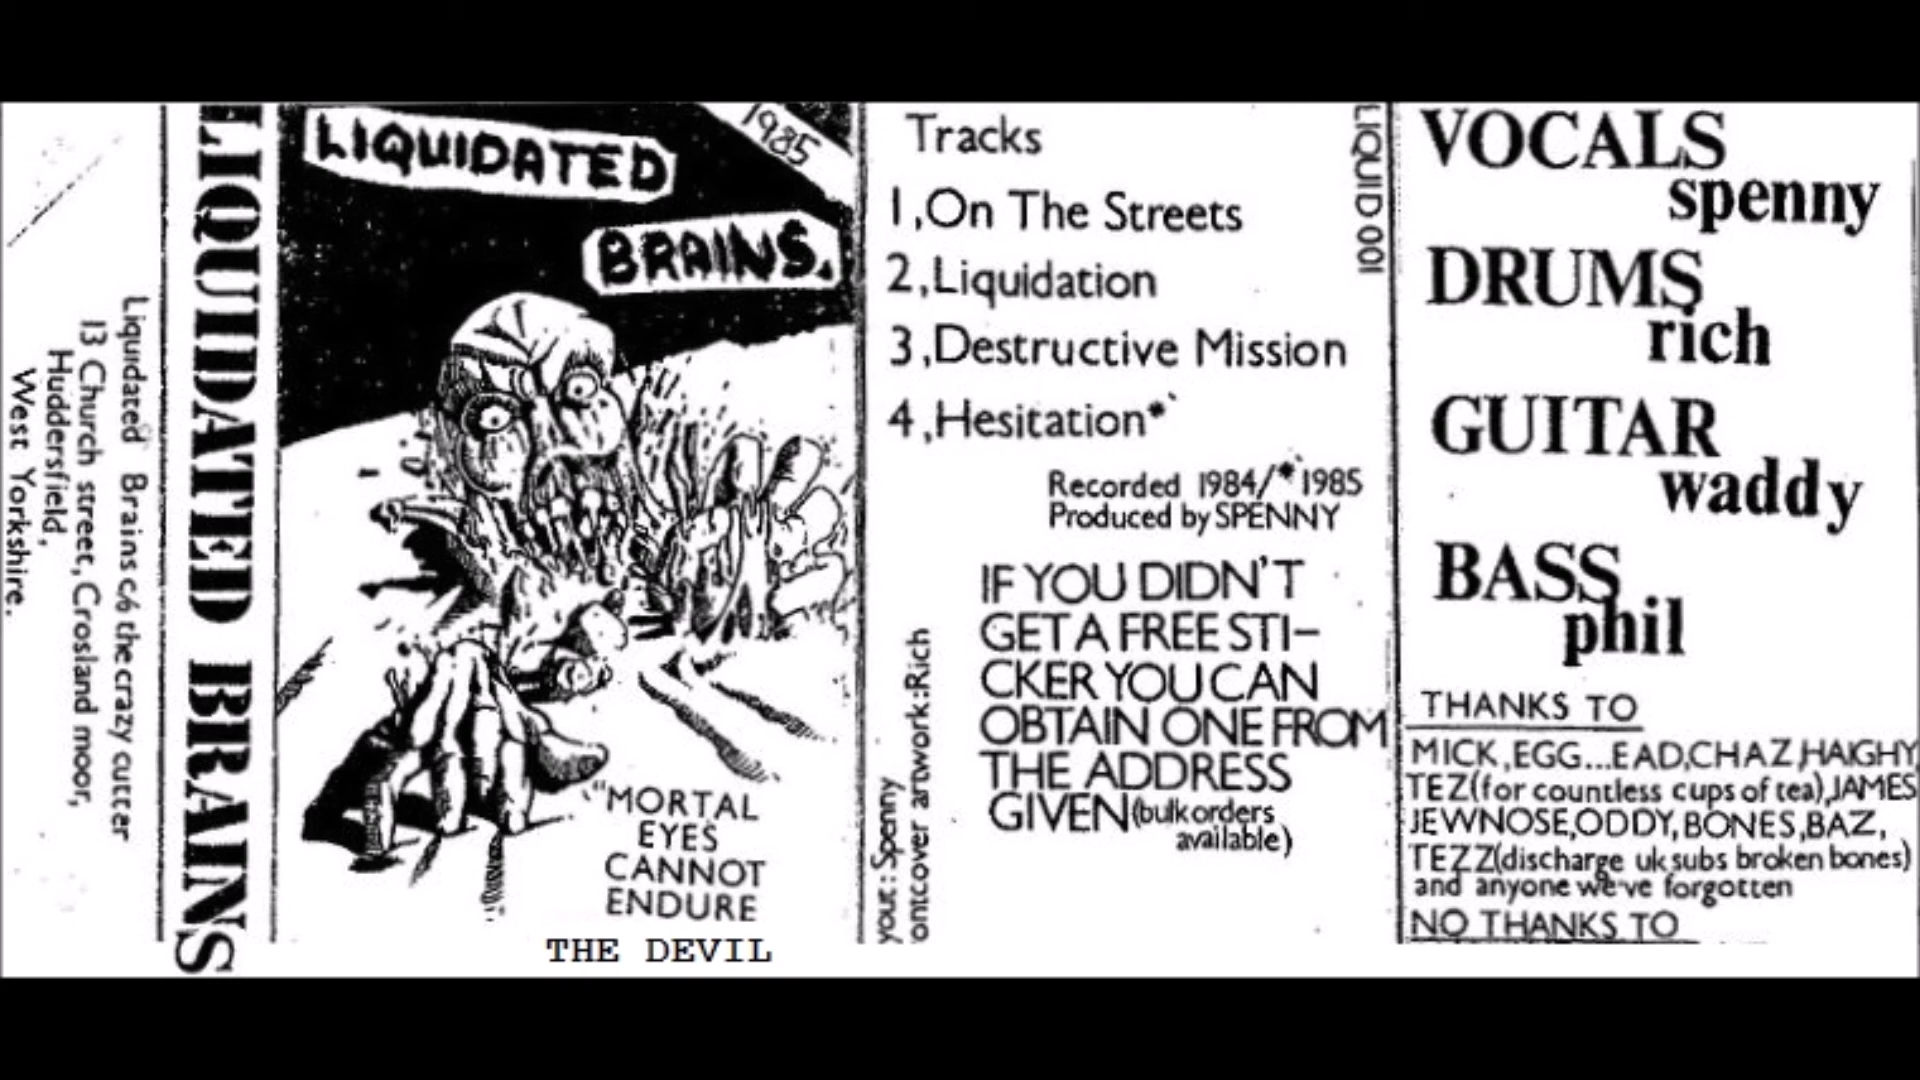 Liquidated Brains c/o the crazy cutter
13 Church street, Crosland moor,
Huddersfield,
West Yorkshire.
LIQUIDATED BRAINS
LIQUIDATED
BRAINS.
1985
"MORTAL
EYES
CANNOT
ENDURE
THE DEVIL
Tracks
1,On The Streets
2,Liquidation
3,Destructive Mission
4,Hesitation*
Recorded 1984/*1985
Produced by SPENNY
IF YOU DIDN'T
GET A FREE STI-
CKER YOU CAN
OBTAIN ONE FROM
THE ADDRESS
GIVEN (bulk orders
available)
yout: Spenny
ontcover artwork: Rich
LIQUID 001
VOCALS
spenny
DRUMS
rich
GUITAR
waddy
BASS
phil
THANKS TO
MICK,EGG...EAD,CHAZ,HAIGHY
TEZ(for countless cups of tea),JAMES
JEWNOSE,ODDY,BONES,BAZ,
TEZZ(discharge uk subs broken bones)
and anyone we've forgotten
NO THANKS TO